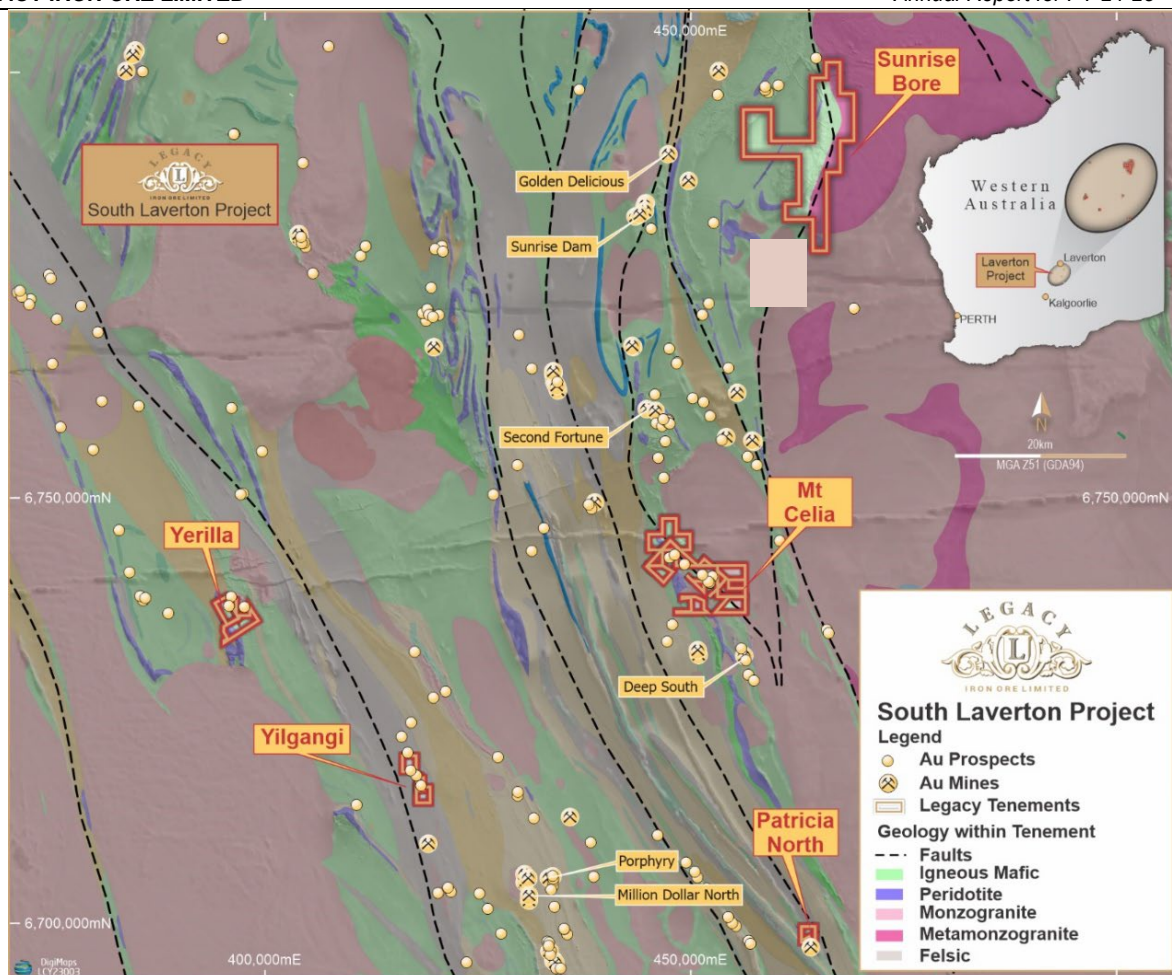 450,000mE
Sunrise
Bore
LEGACY
L
IRON ORE LIMITED
South Laverton Project
Golden Delicious
Sunrise Dam
Western
Australia
Laverton
Laverton
Project
Kalgoorlie
PERTH
Second Fortune
N
20km
MGA Z51 (GDA94)
6,750,000mN
6,750,000mN
Mt
Celia
Yerilla
Deep South
Yilgangi
Patricia
North
Porphyry
Million Dollar North
6,700,000mN
400,000mE
450,000mE
DigiMaps
LCY23003
LEGACY
L
IRON ORE LIMITED
South Laverton Project
Legend
Au Prospects
Au Mines
Legacy Tenements
Geology within Tenement
Faults
Igneous Mafic
Peridotite
Monzogranite
Metamonzogranite
Felsic